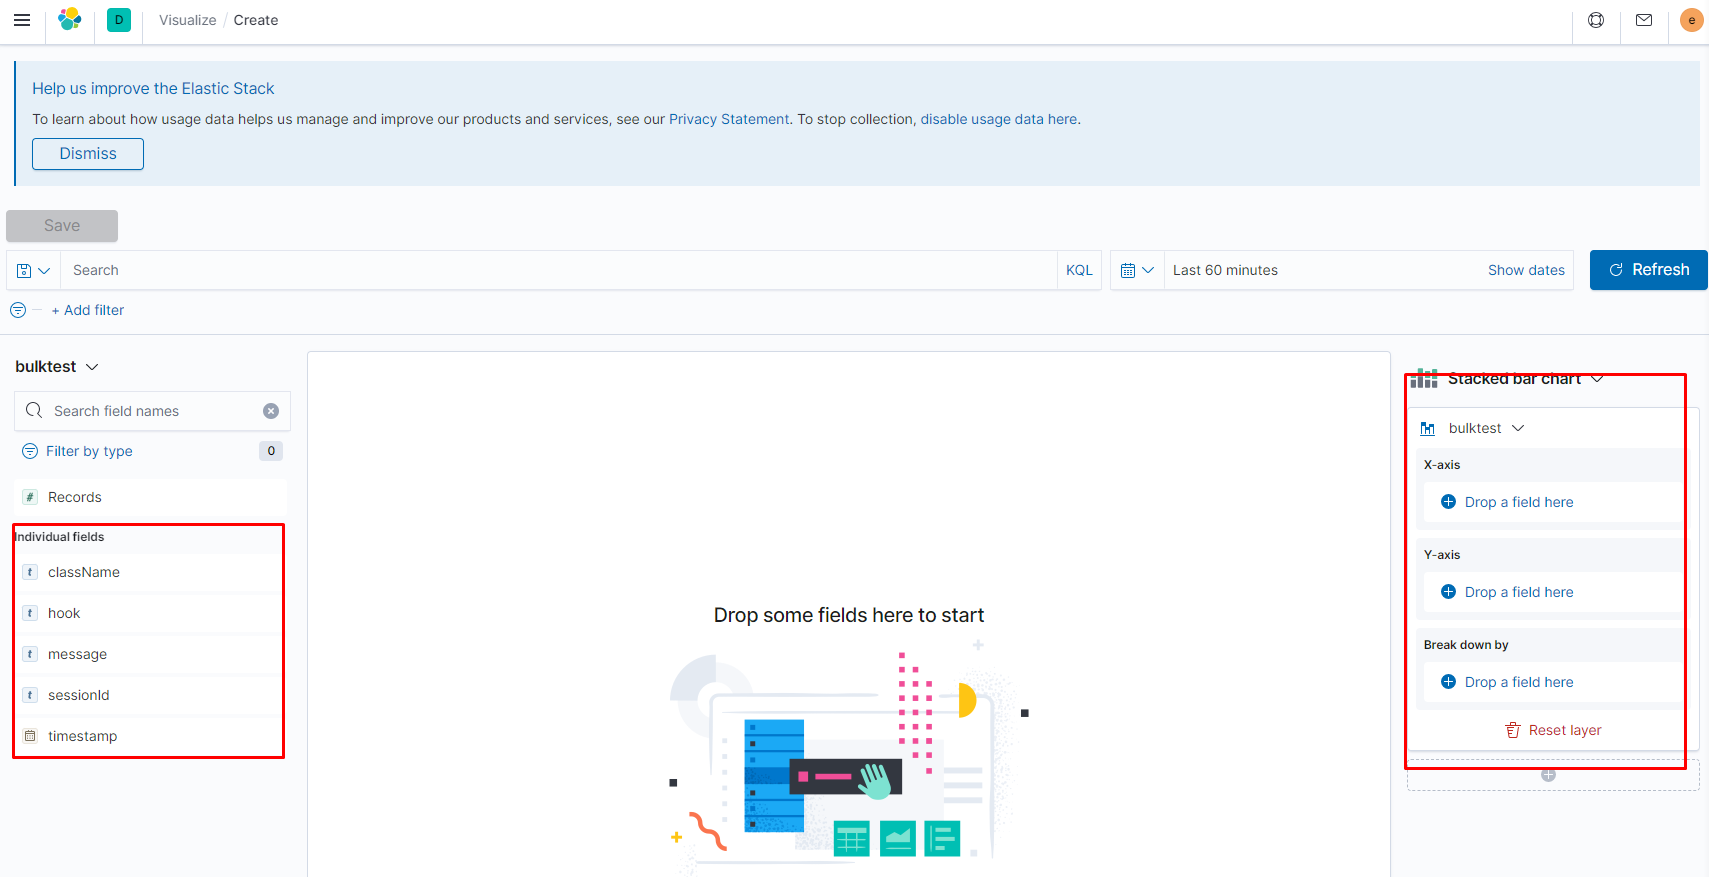 D Visualize / Create e
Help us improve the Elastic Stack
To learn about how usage data helps us manage and improve our products and services, see our Privacy Statement. To stop collection, disable usage data here.
Dismiss
Save
Search KQL Last 60 minutes Show dates Refresh
+ Add filter
bulktest
Search field names
Filter by type 0
# Records
Individual fields
t className
t hook
t message
t sessionId
timestamp
Drop some fields here to start
Stacked bar chart
bulktest
X-axis
Drop a field here
Y-axis
Drop a field here
Break down by
Drop a field here
Reset layer